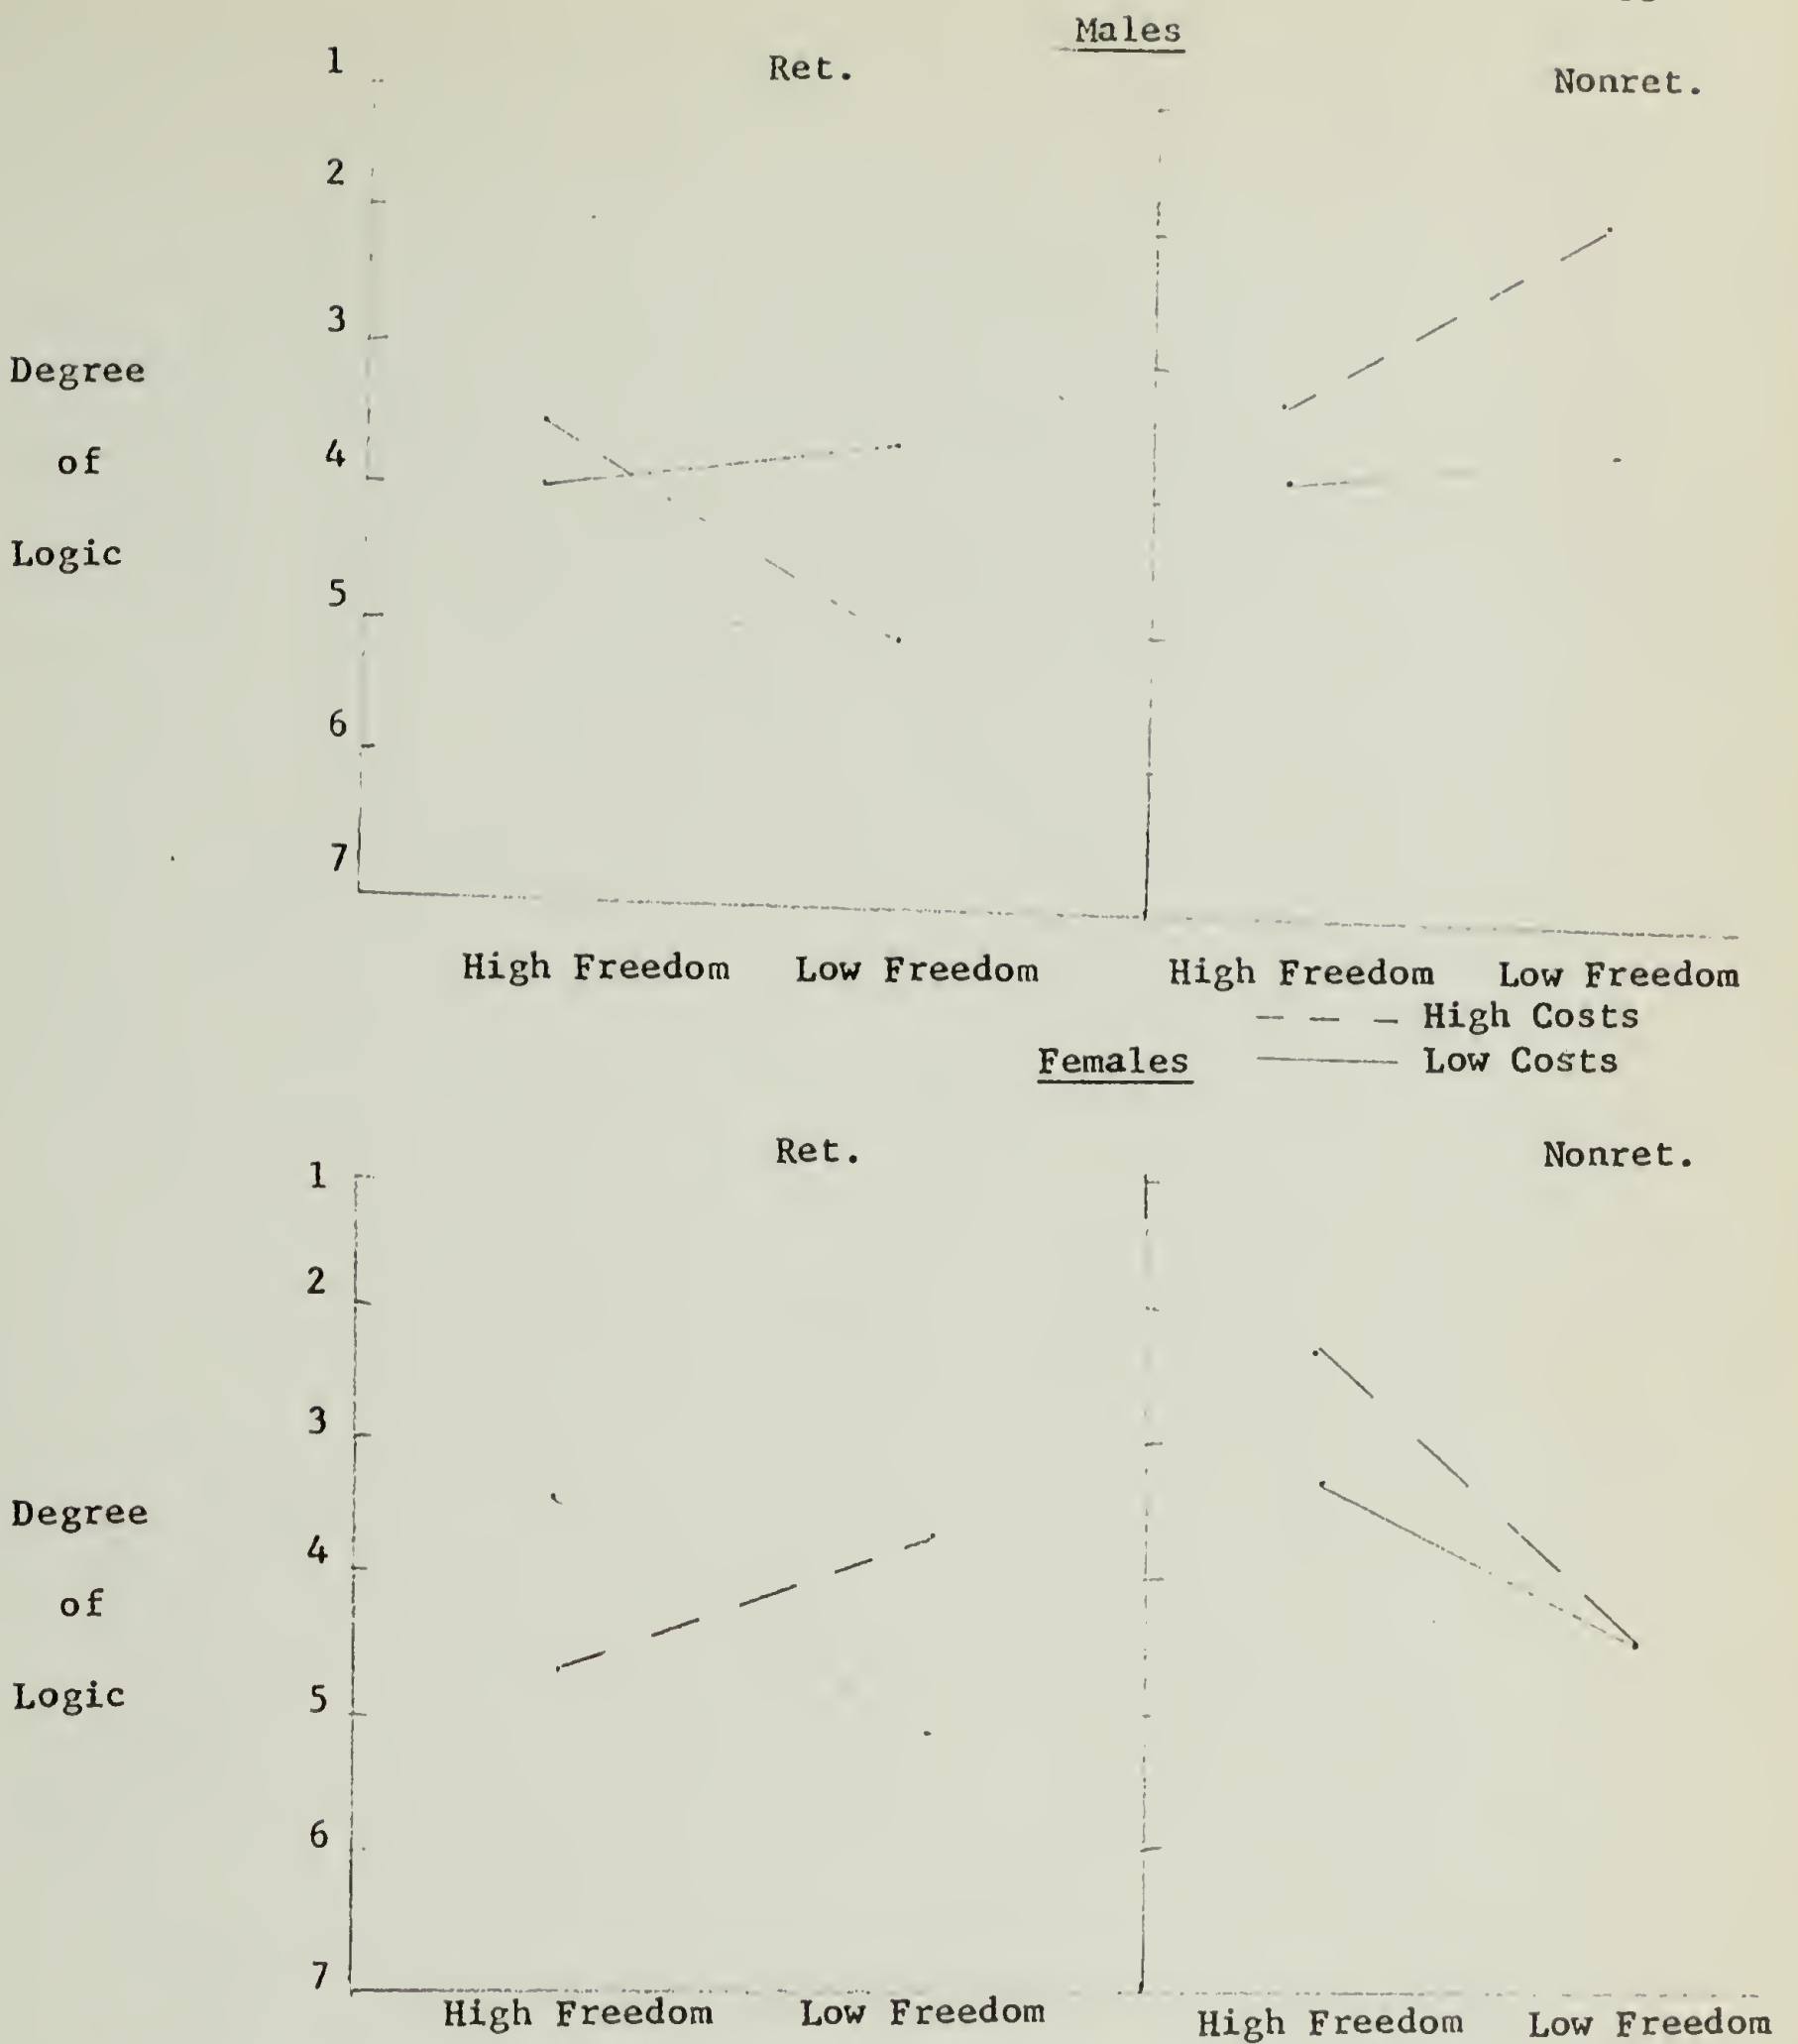 Males
Ret. Nonret.
1
2
3
4
5
6
7
Degree
of
Logic
High Freedom Low Freedom High Freedom Low Freedom
High Costs
Low Costs
Females
Ret. Nonret.
1
2
3
4
5
6
7
Degree
of
Logic
High Freedom Low Freedom High Freedom Low Freedom